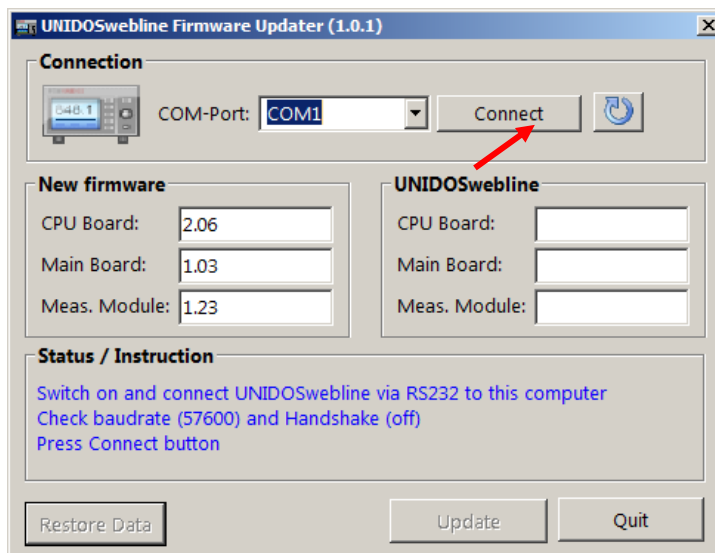 UNIDOSwebline Firmware Updater (1.0.1)
Connection
848.1
COM-Port: COM1 Connect
New firmware
CPU Board: 2.06
Main Board: 1.03
Meas. Module: 1.23
UNIDOSwebline
CPU Board:
Main Board:
Meas. Module:
Status / Instruction
Switch on and connect UNIDOSwebline via RS232 to this computer
Check baudrate (57600) and Handshake (off)
Press Connect button
Restore Data Update Quit